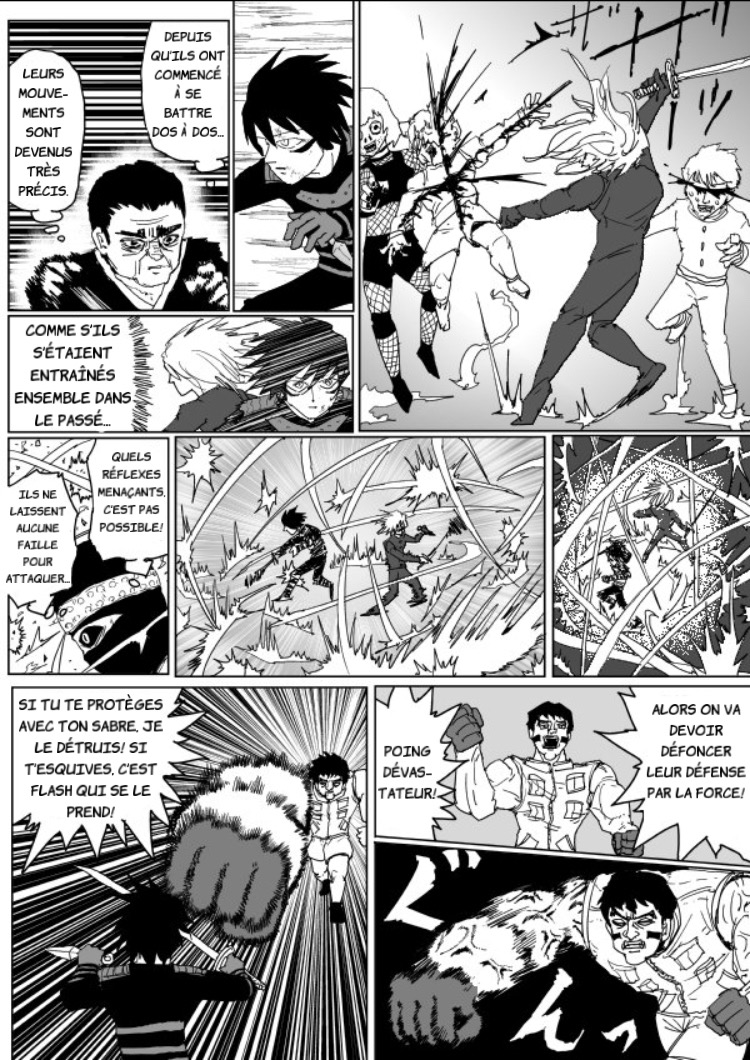 DEPUIS
QU'ILS ONT
COMMENCÉ
À SE
BATTRE
DOS À DOS...
LEURS
MOUVE-
MENTS
SONT
DEVENUS
TRÈS
PRÉCIS.
COMME S'ILS
S'ÉTAIENT
ENTRAÎNÉS
ENSEMBLE DANS
LE PASSÉ...
QUELS
RÉFLEXES
MENAÇANTS.
C'EST PAS
POSSIBLE!
ILS NE
LAISSENT
AUCUNE
FAILLE
POUR
ATTAQUER...
ALORS ON VA
DEVOIR
DÉFONCER
LEUR DÉFENSE
PAR LA FORCE!
POING
DÉVAS-
TATEUR!
ぐ
んっ
SI TU TE PROTÈGES
AVEC TON SABRE, JE
LE DÉTRUIS! SI
T'ESQUIVES, C'EST
FLASH QUI SE LE
PREND!